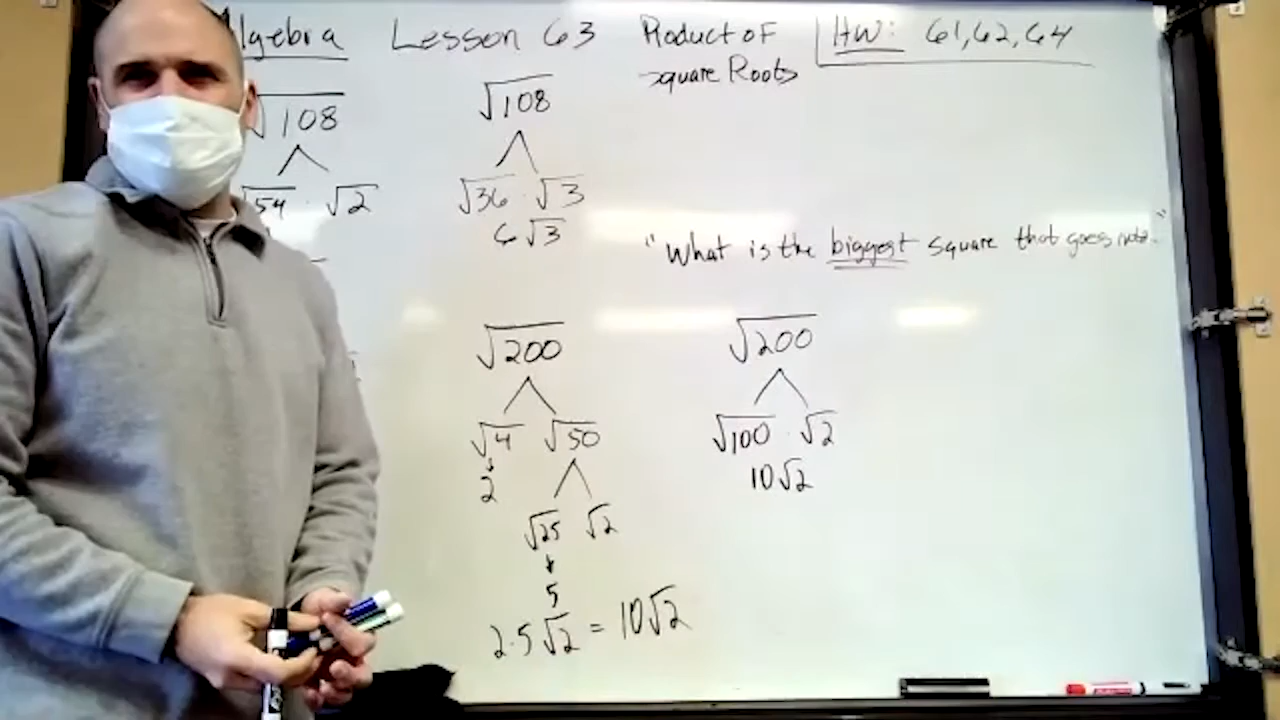 Algebra Lesson 63 Product of Square Roots
HW: 61, 62, 64
√108
√54 · √2
√108
√36 · √3
6√3
"What is the biggest square that goes into."
√200
√4 √50
2
√25 √2
5
2·5√2 = 10√2
√200
√100 · √2
10√2